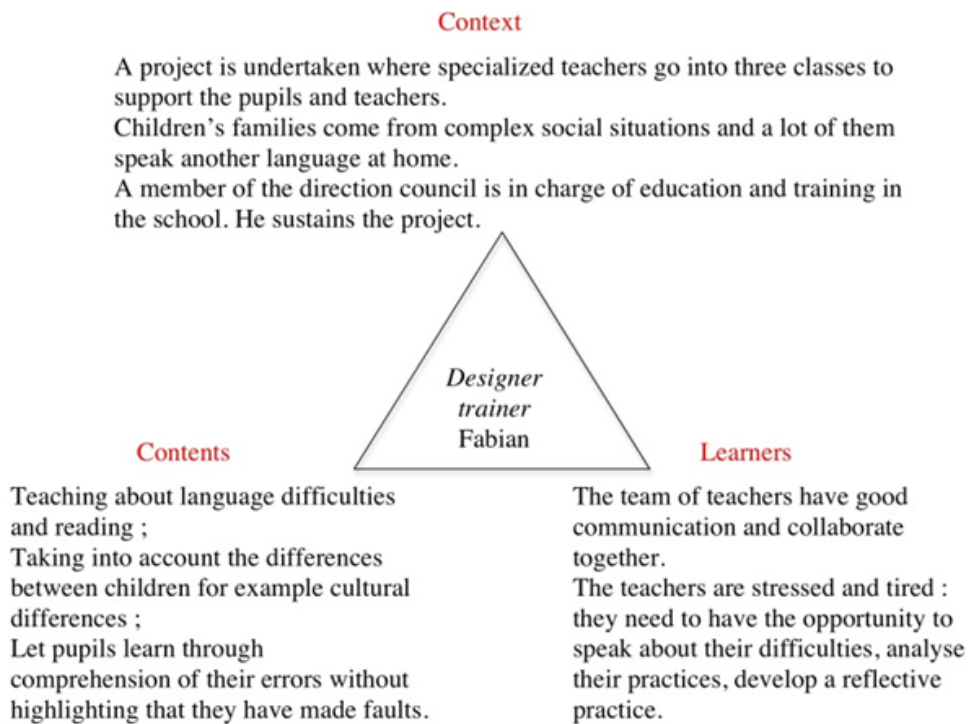 Context
A project is undertaken where specialized teachers go into three classes to
support the pupils and teachers.
Children's families come from complex social situations and a lot of them
speak another language at home.
A member of the direction council is in charge of education and training in
the school. He sustains the project.
Designer
trainer
Fabian
Contents
Teaching about language difficulties
and reading ;
Taking into account the differences
between children for example cultural
differences ;
Let pupils learn through
comprehension of their errors without
highlighting that they have made faults.
Learners
The team of teachers have good
communication and collaborate
together.
The teachers are stressed and tired :
they need to have the opportunity to
speak about their difficulties, analyse
their practices, develop a reflective
practice.